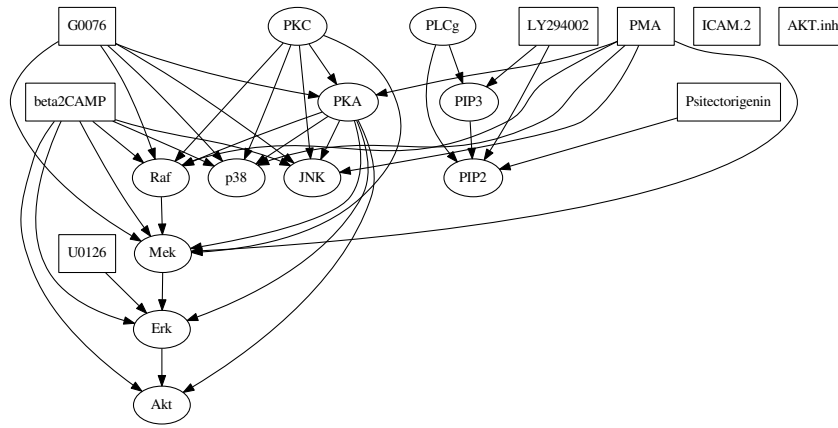 G0076
PKC
PLCg
LY294002
PMA
ICAM.2
AKT.inh
beta2CAMP
PKA
PIP3
Psitectorigenin
Raf
p38
JNK
PIP2
U0126
Mek
Erk
Akt